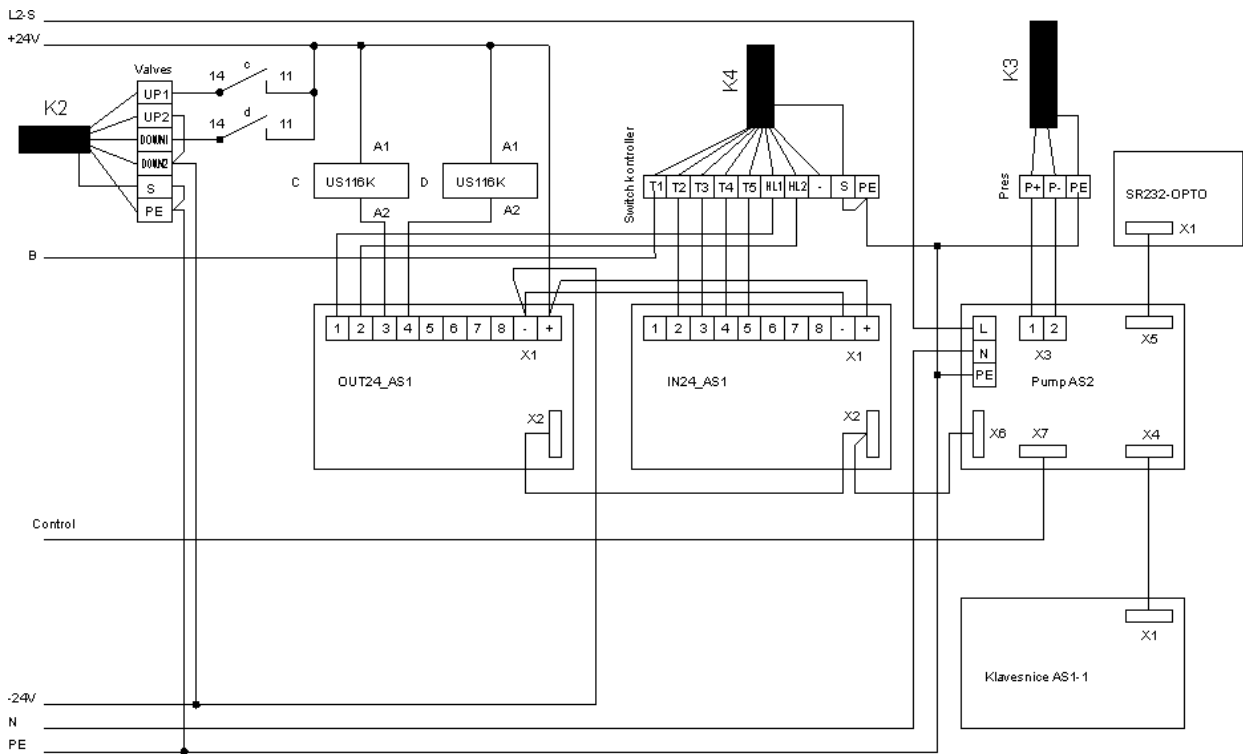 L2-S
+24V
Valves
K2
UP1
UP2
DOWN1
DOWN2
S
PE
14 c 11
14 d 11
A1 A1
C US116K D US116K
A2 A2
K4
Switch kontroller
T1 T2 T3 T4 T5 HL1 HL2 - S PE
K3
Pres
P+ P- PE
SR232-OPTO
X1
B
1 2 3 4 5 6 7 8 - +
X1
OUT24_AS1
X2
1 2 3 4 5 6 7 8 - +
X1
IN24_AS1
X2
L
N
PE
1 2
X3
X5
Pump AS2
X6
X7
X4
Control
X1
Klavesnice AS1-1
-24V
N
PE